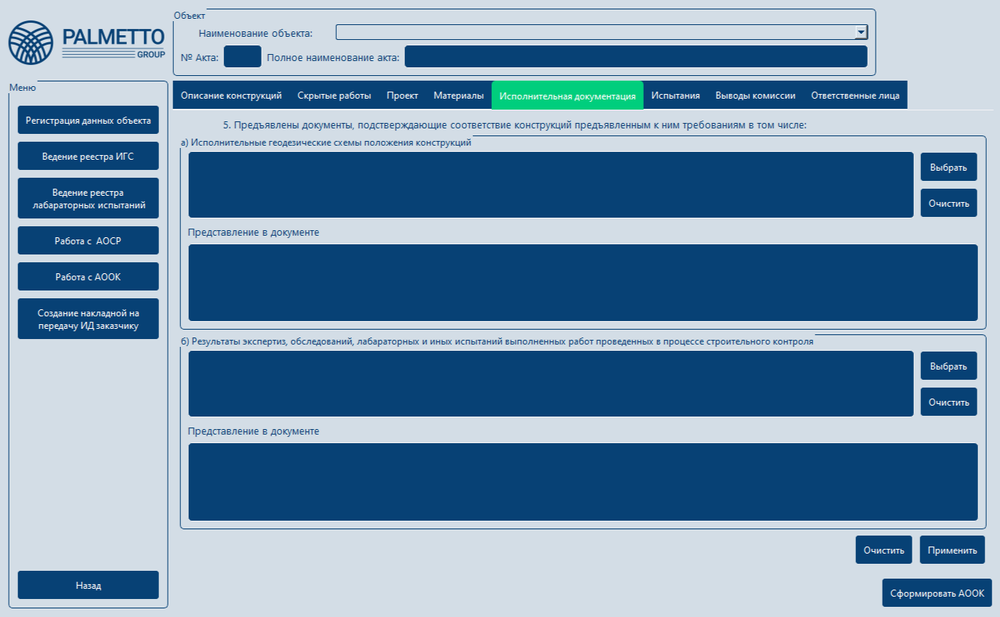 PALMETTO
GROUP
Объект
Наименование объекта:
№ Акта:
Полное наименование акта:
Меню
Регистрация данных объекта
Ведение реестра ИГС
Ведение реестра
лабараторных испытаний
Работа с  АОСР
Работа с АООК
Создание накладной на
передачу ИД заказчику
Назад
Описание конструкций
Скрытые работы
Проект
Материалы
Исполнительная документация
Испытания
Выводы комиссии
Ответственные лица
5. Предъявлены документы, подстверждающие соответствие конструкций предъявленным к ним требованиям в том числе:
а) Исполнительные геодезические схемы положения конструкций
Выбрать
Очистить
Представление в документе
б) Результаты экспертиз, обследований, лабараторных и иных испытаний выполненных работ проведенных в процессе строительного контроля
Выбрать
Очистить
Представление в документе
Очистить
Применить
Сформировать АООК